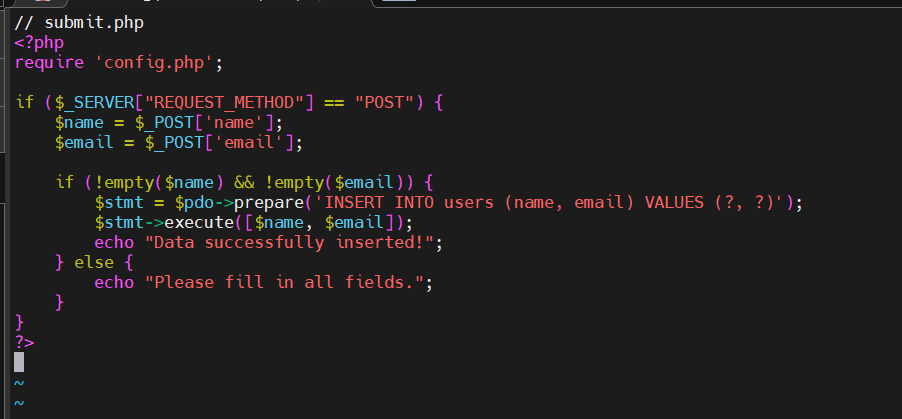 // submit.php
<?php
require 'config.php';

if ($_SERVER["REQUEST_METHOD"] == "POST") {
    $name = $_POST['name'];
    $email = $_POST['email'];

    if (!empty($name) && !empty($email)) {
        $stmt = $pdo->prepare('INSERT INTO users (name, email) VALUES (?, ?)');
        $stmt->execute([$name, $email]);
        echo "Data successfully inserted!";
    } else {
        echo "Please fill in all fields.";
    }
}
?>

~
~